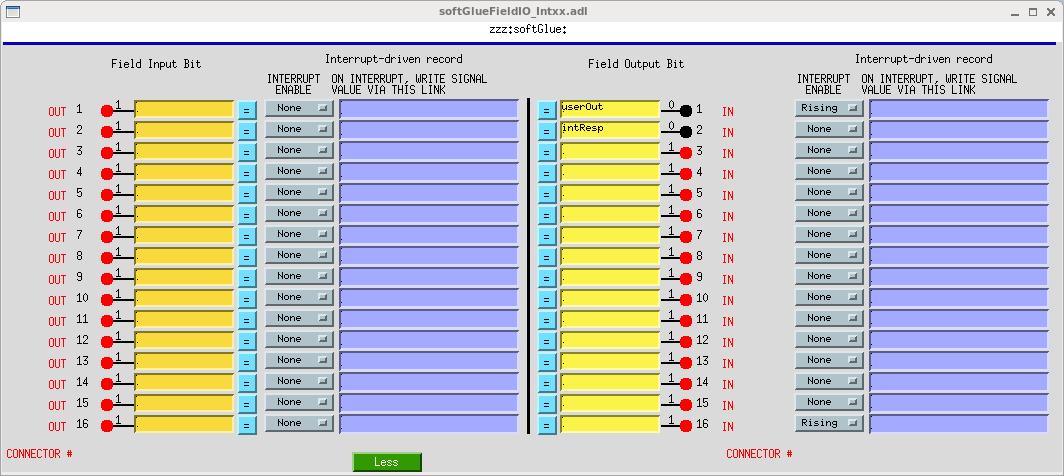 softGlueFieldIO_Intxx.adl
zzz:softGlue:
Field Input Bit Interrupt-driven record Field Output Bit Interrupt-driven record
INTERRUPT ON INTERRUPT, WRITE SIGNAL INTERRUPT ON INTERRUPT, WRITE SIGNAL
ENABLE VALUE VIA THIS LINK ENABLE VALUE VIA THIS LINK
OUT 1 1 . = None . = userOut 0 1 IN Rising .
OUT 2 1 . = None . = intResp 0 2 IN None .
OUT 3 1 . = None . = . 1 3 IN None .
OUT 4 1 . = None . = . 1 4 IN None .
OUT 5 1 . = None . = . 1 5 IN None .
OUT 6 1 . = None . = . 1 6 IN None .
OUT 7 1 . = None . = . 1 7 IN None .
OUT 8 1 . = None . = . 1 8 IN None .
OUT 9 1 . = None . = . 1 9 IN None .
OUT 10 1 . = None . = . 1 10 IN None .
OUT 11 1 . = None . = . 1 11 IN None .
OUT 12 1 . = None . = . 1 12 IN None .
OUT 13 1 . = None . = . 1 13 IN None .
OUT 14 1 . = None . = . 1 14 IN None .
OUT 15 1 . = None . = . 1 15 IN None .
OUT 16 1 . = None . = . 1 16 IN Rising .
CONNECTOR # CONNECTOR #
Less